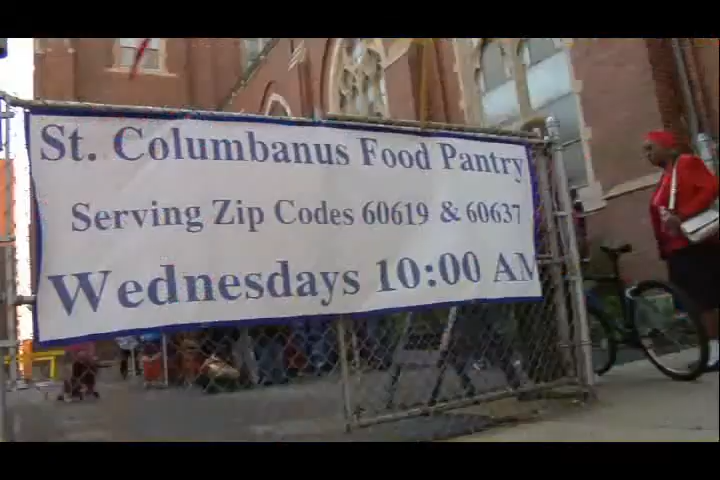 St. Columbanus Food Pantry
Serving Zip Codes 60619 & 60637
Wednesdays 10:00 AM